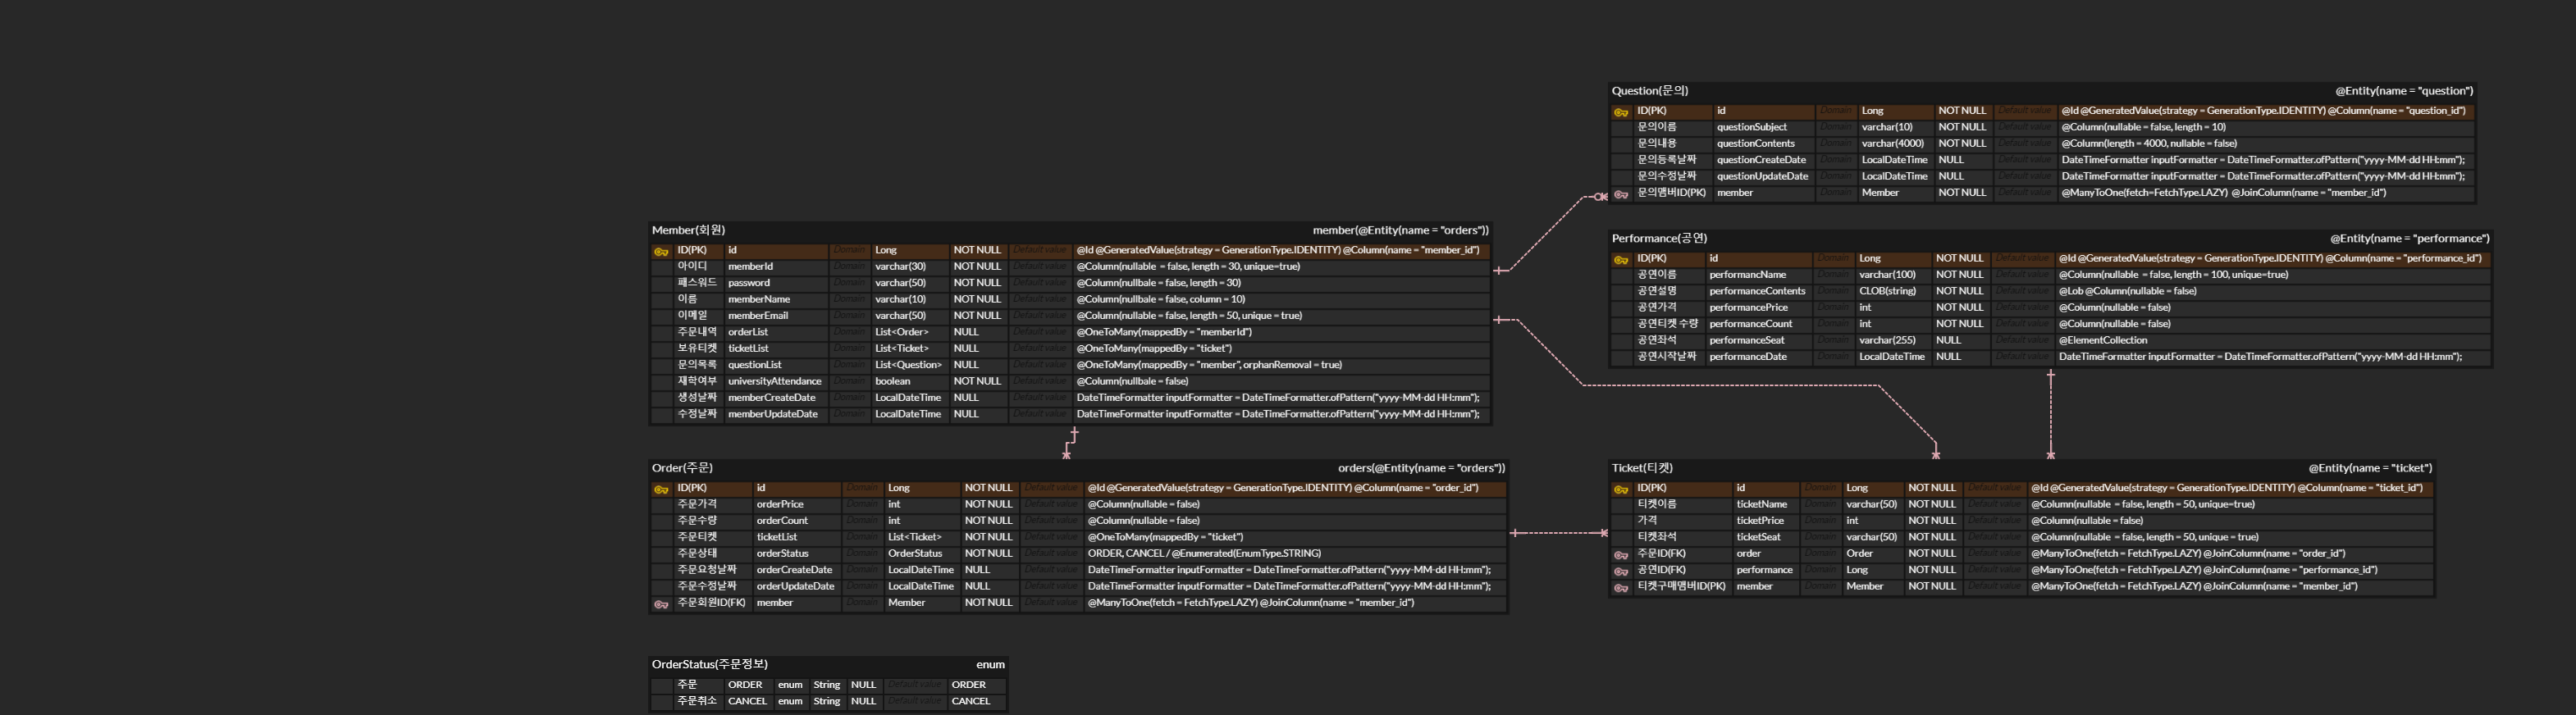 Question(문의) @Entity(name = "question")
ID(PK) id Domain Long NOT NULL Default value @Id @GeneratedValue(strategy = GenerationType.IDENTITY) @Column(name = "question_id")
문의이름 questionSubject Domain varchar(10) NOT NULL Default value @Column(nullable = false, length = 10)
문의내용 questionContents Domain varchar(4000) NOT NULL Default value @Column(length = 4000, nullable = false)
문의등록날짜 questionCreateDate Domain LocalDateTime NULL Default value DateTimeFormatter inputFormatter = DateTimeFormatter.ofPattern("yyyy-MM-dd HH:mm");
문의수정날짜 questionUpdateDate Domain LocalDateTime NULL Default value DateTimeFormatter inputFormatter = DateTimeFormatter.ofPattern("yyyy-MM-dd HH:mm");
문의맴버ID(PK) member Domain Member NOT NULL Default value @ManyToOne(fetch=FetchType.LAZY) @JoinColumn(name = "member_id")
Member(회원) member(@Entity(name = "orders"))
ID(PK) id Domain Long NOT NULL Default value @Id @GeneratedValue(strategy = GenerationType.IDENTITY) @Column(name = "member_id")
아이디 memberId Domain varchar(30) NOT NULL Default value @Column(nullable = false, length = 30, unique=true)
패스워드 password Domain varchar(50) NOT NULL Default value @Column(nullbale = false, length = 30)
이름 memberName Domain varchar(10) NOT NULL Default value @Column(nullbale = false, column = 10)
이메일 memberEmail Domain varchar(50) NOT NULL Default value @Column(nullable = false, length = 50, unique = true)
주문내역 orderList Domain List<Order> NULL Default value @OneToMany(mappedBy = "memberId")
보유티켓 ticketList Domain List<Ticket> NULL Default value @OneToMany(mappedBy = "ticket")
문의목록 questionList Domain List<Question> NULL Default value @OneToMany(mappedBy = "member", orphanRemoval = true)
재학여부 universityAttendance Domain boolean NOT NULL Default value @Column(nullbale = false)
생성날짜 memberCreateDate Domain LocalDateTime NULL Default value DateTimeFormatter inputFormatter = DateTimeFormatter.ofPattern("yyyy-MM-dd HH:mm");
수정날짜 memberUpdateDate Domain LocalDateTime NULL Default value DateTimeFormatter inputFormatter = DateTimeFormatter.ofPattern("yyyy-MM-dd HH:mm");
Performance(공연) @Entity(name = "performance")
ID(PK) id Domain Long NOT NULL Default value @Id @GeneratedValue(strategy = GenerationType.IDENTITY) @Column(name = "performance_id")
공연이름 performancName Domain varchar(100) NOT NULL Default value @Column(nullable = false, length = 100, unique=true)
공연설명 performanceContents Domain CLOB(string) NOT NULL Default value @Lob @Column(nullable = false)
공연가격 performancePrice Domain int NOT NULL Default value @Column(nullable = false)
공연티켓 수량 performanceCount Domain int NOT NULL Default value @Column(nullable = false)
공연좌석 performanceSeat Domain varchar(255) NULL Default value @ElementCollection
공연시작날짜 performanceDate Domain LocalDateTime NULL Default value DateTimeFormatter inputFormatter = DateTimeFormatter.ofPattern("yyyy-MM-dd HH:mm");
Order(주문) orders(@Entity(name = "orders"))
ID(PK) id Domain Long NOT NULL Default value @Id @GeneratedValue(strategy = GenerationType.IDENTITY) @Column(name = "order_id")
주문가격 orderPrice Domain int NOT NULL Default value @Column(nullable = false)
주문수량 orderCount Domain int NOT NULL Default value @Column(nullable = false)
주문티켓 ticketList Domain List<Ticket> NOT NULL Default value @OneToMany(mappedBy = "ticket")
주문상태 orderStatus Domain OrderStatus NOT NULL Default value ORDER, CANCEL / @Enumerated(EnumType.STRING)
주문요청날짜 orderCreateDate Domain LocalDateTime NULL Default value DateTimeFormatter inputFormatter = DateTimeFormatter.ofPattern("yyyy-MM-dd HH:mm");
주문수정날짜 orderUpdateDate Domain LocalDateTime NULL Default value DateTimeFormatter inputFormatter = DateTimeFormatter.ofPattern("yyyy-MM-dd HH:mm");
주문회원ID(FK) member Domain Member NOT NULL Default value @ManyToOne(fetch = FetchType.LAZY) @JoinColumn(name = "member_id")
Ticket(티켓) @Entity(name = "ticket")
ID(PK) id Domain Long NOT NULL Default value @Id @GeneratedValue(strategy = GenerationType.IDENTITY) @Column(name = "ticket_id")
티켓이름 ticketName Domain varchar(50) NOT NULL Default value @Column(nullable = false, length = 50, unique=true)
가격 ticketPrice Domain int NOT NULL Default value @Column(nullable = false)
티켓좌석 ticketSeat Domain varchar(50) NOT NULL Default value @Column(nullable = false, length = 50, unique = true)
주문ID(FK) order Domain Order NOT NULL Default value @ManyToOne(fetch = FetchType.LAZY) @JoinColumn(name = "order_id")
공연ID(FK) performance Domain Long NOT NULL Default value @ManyToOne(fetch = FetchType.LAZY) @JoinColumn(name = "performance_id")
티켓구매맴버ID(PK) member Domain Member NOT NULL Default value @ManyToOne(fetch = FetchType.LAZY) @JoinColumn(name = "member_id")
OrderStatus(주문정보) enum
주문 ORDER enum String NULL Default value ORDER
주문취소 CANCEL enum String NULL Default value CANCEL